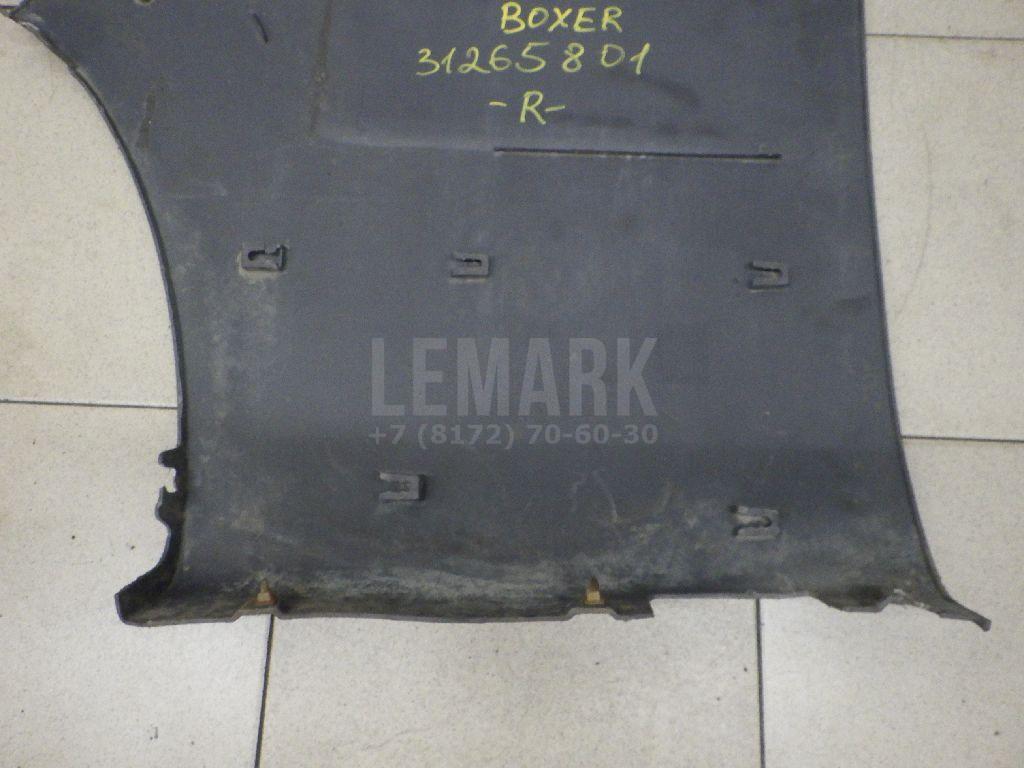 BOXER
31265801
-R-
LEMARK
+7 (8172) 70-60-30